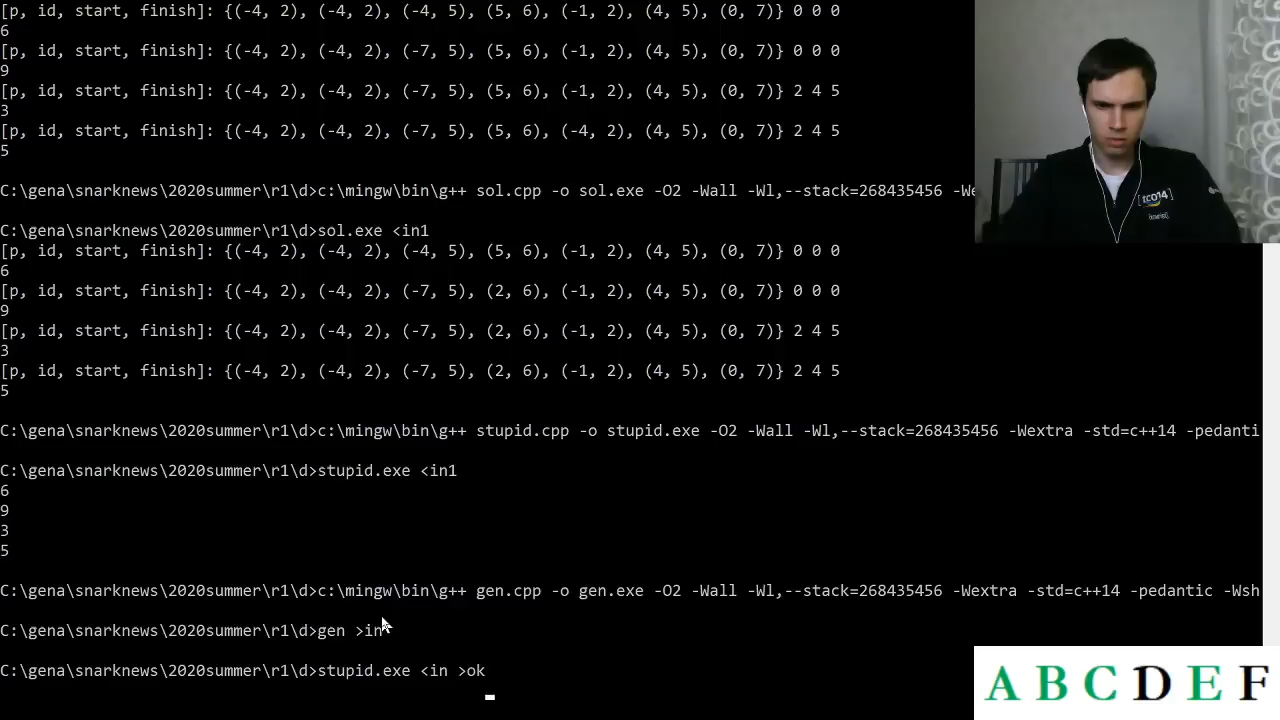 [p, id, start, finish]: {(-4, 2), (-4, 2), (-4, 5), (5, 6), (-1, 2), (4, 5), (0, 7)} 0 0 0
6
[p, id, start, finish]: {(-4, 2), (-4, 2), (-7, 5), (5, 6), (-1, 2), (4, 5), (0, 7)} 0 0 0
9
[p, id, start, finish]: {(-4, 2), (-4, 2), (-7, 5), (5, 6), (-1, 2), (4, 5), (0, 7)} 2 4 5
3
[p, id, start, finish]: {(-4, 2), (-4, 2), (-7, 5), (5, 6), (-4, 2), (4, 5), (0, 7)} 2 4 5
5
C:\gena\snarknews\2020summer\r1\d>c:\mingw\bin\g++ sol.cpp -o sol.exe -O2 -Wall -Wl,--stack=268435456 -We
C:\gena\snarknews\2020summer\r1\d>sol.exe <in1
[p, id, start, finish]: {(-4, 2), (-4, 2), (-4, 5), (5, 6), (-1, 2), (4, 5), (0, 7)} 0 0 0
6
[p, id, start, finish]: {(-4, 2), (-4, 2), (-7, 5), (2, 6), (-1, 2), (4, 5), (0, 7)} 0 0 0
9
[p, id, start, finish]: {(-4, 2), (-4, 2), (-7, 5), (2, 6), (-1, 2), (4, 5), (0, 7)} 2 4 5
3
[p, id, start, finish]: {(-4, 2), (-4, 2), (-7, 5), (2, 6), (-1, 2), (4, 5), (0, 7)} 2 4 5
5
C:\gena\snarknews\2020summer\r1\d>c:\mingw\bin\g++ stupid.cpp -o stupid.exe -O2 -Wall -Wl,--stack=268435456 -Wextra -std=c++14 -pedanti
C:\gena\snarknews\2020summer\r1\d>stupid.exe <in1
6
9
3
5
C:\gena\snarknews\2020summer\r1\d>c:\mingw\bin\g++ gen.cpp -o gen.exe -O2 -Wall -Wl,--stack=268435456 -Wextra -std=c++14 -pedantic -Wsh
C:\gena\snarknews\2020summer\r1\d>gen >in
C:\gena\snarknews\2020summer\r1\d>stupid.exe <in >ok
[TCO14]
A B C D E F